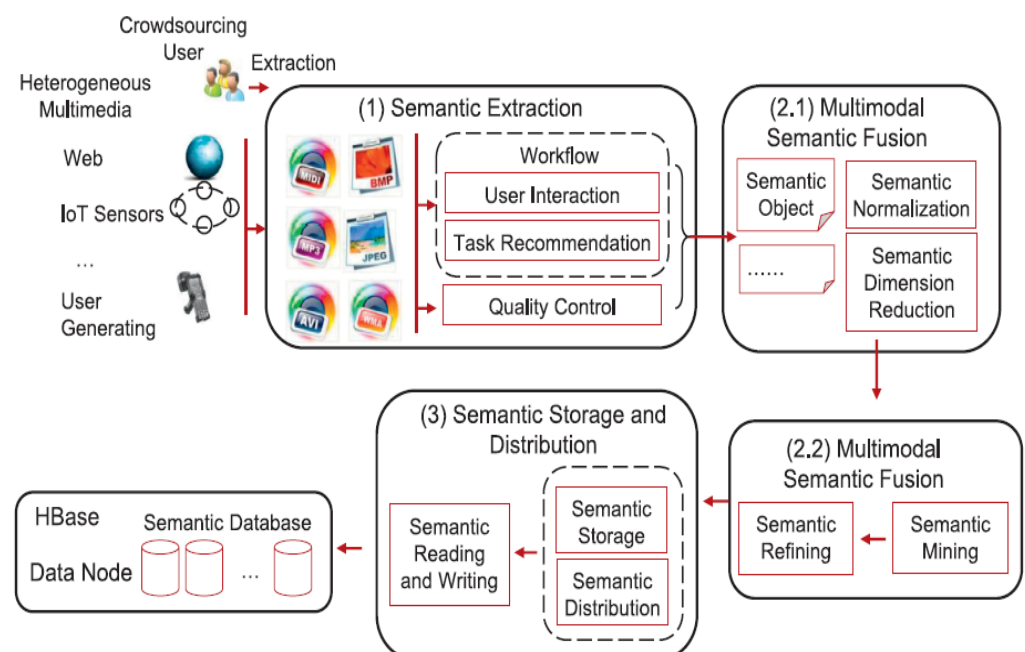 Crowdsourcing
User
Extraction
Heterogeneous
Multimedia
Web
IoT Sensors
...
User
Generating
(1) Semantic Extraction
MIDI
BMP
MP3
JPEG
AVI
WMA
Workflow
User Interaction
Task Recommendation
Quality Control
(2.1) Multimodal
Semantic Fusion
Semantic
Object
......
Semantic
Normalization
Semantic
Dimension
Reduction
(2.2) Multimodal
Semantic Fusion
Semantic
Refining
Semantic
Mining
(3) Semantic Storage and
Distribution
Semantic
Storage
Semantic
Distribution
Semantic
Reading
and Writing
HBase
Semantic Database
Data Node
...